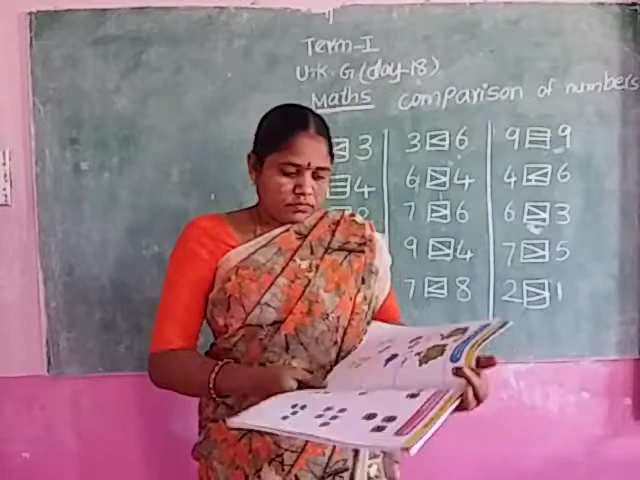 Term-I
U.K.G (day-18)
Maths comparison of numbers
< 3 3 < 6 9 = 9
= 4 6 > 4 4 < 6
7 > 6 6 > 3
9 > 4 7 > 5
7 < 8 2 > 1